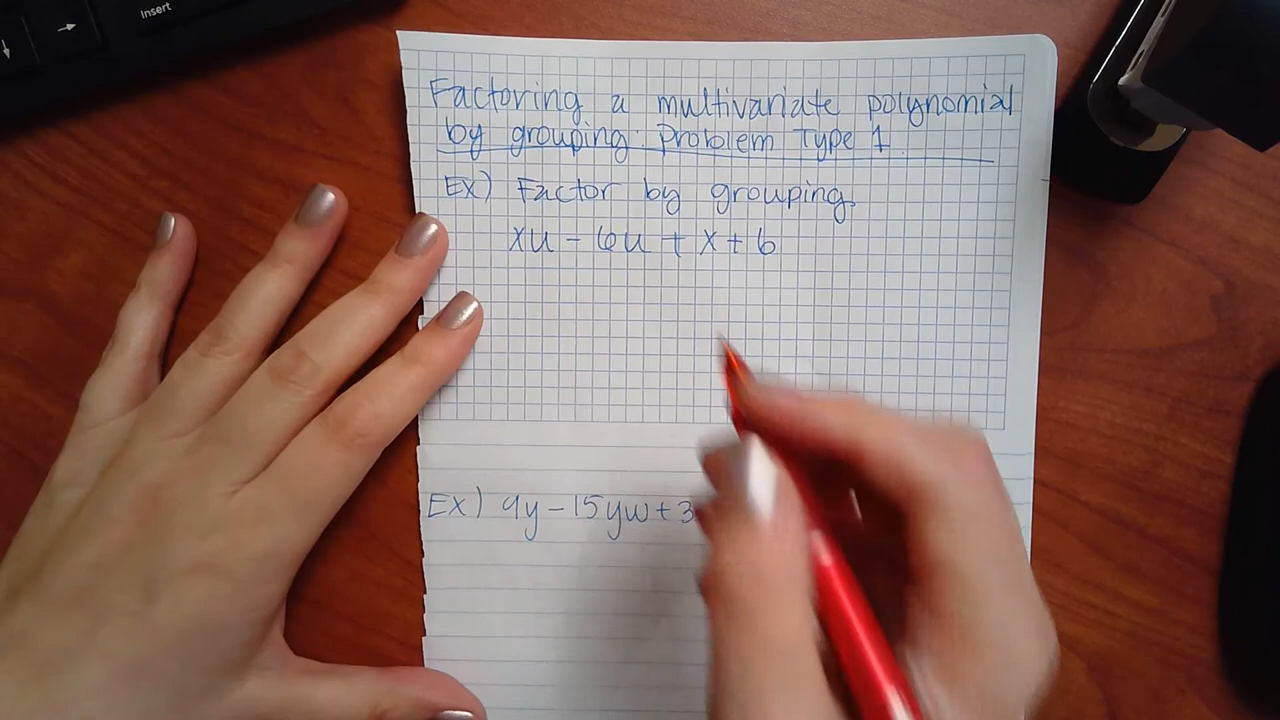 Insert
Factoring a multivariate polynomial
by grouping: Problem Type 1
Ex) Factor by grouping.
xu - 6u + x + 6
Ex) 9y - 15yw + 3